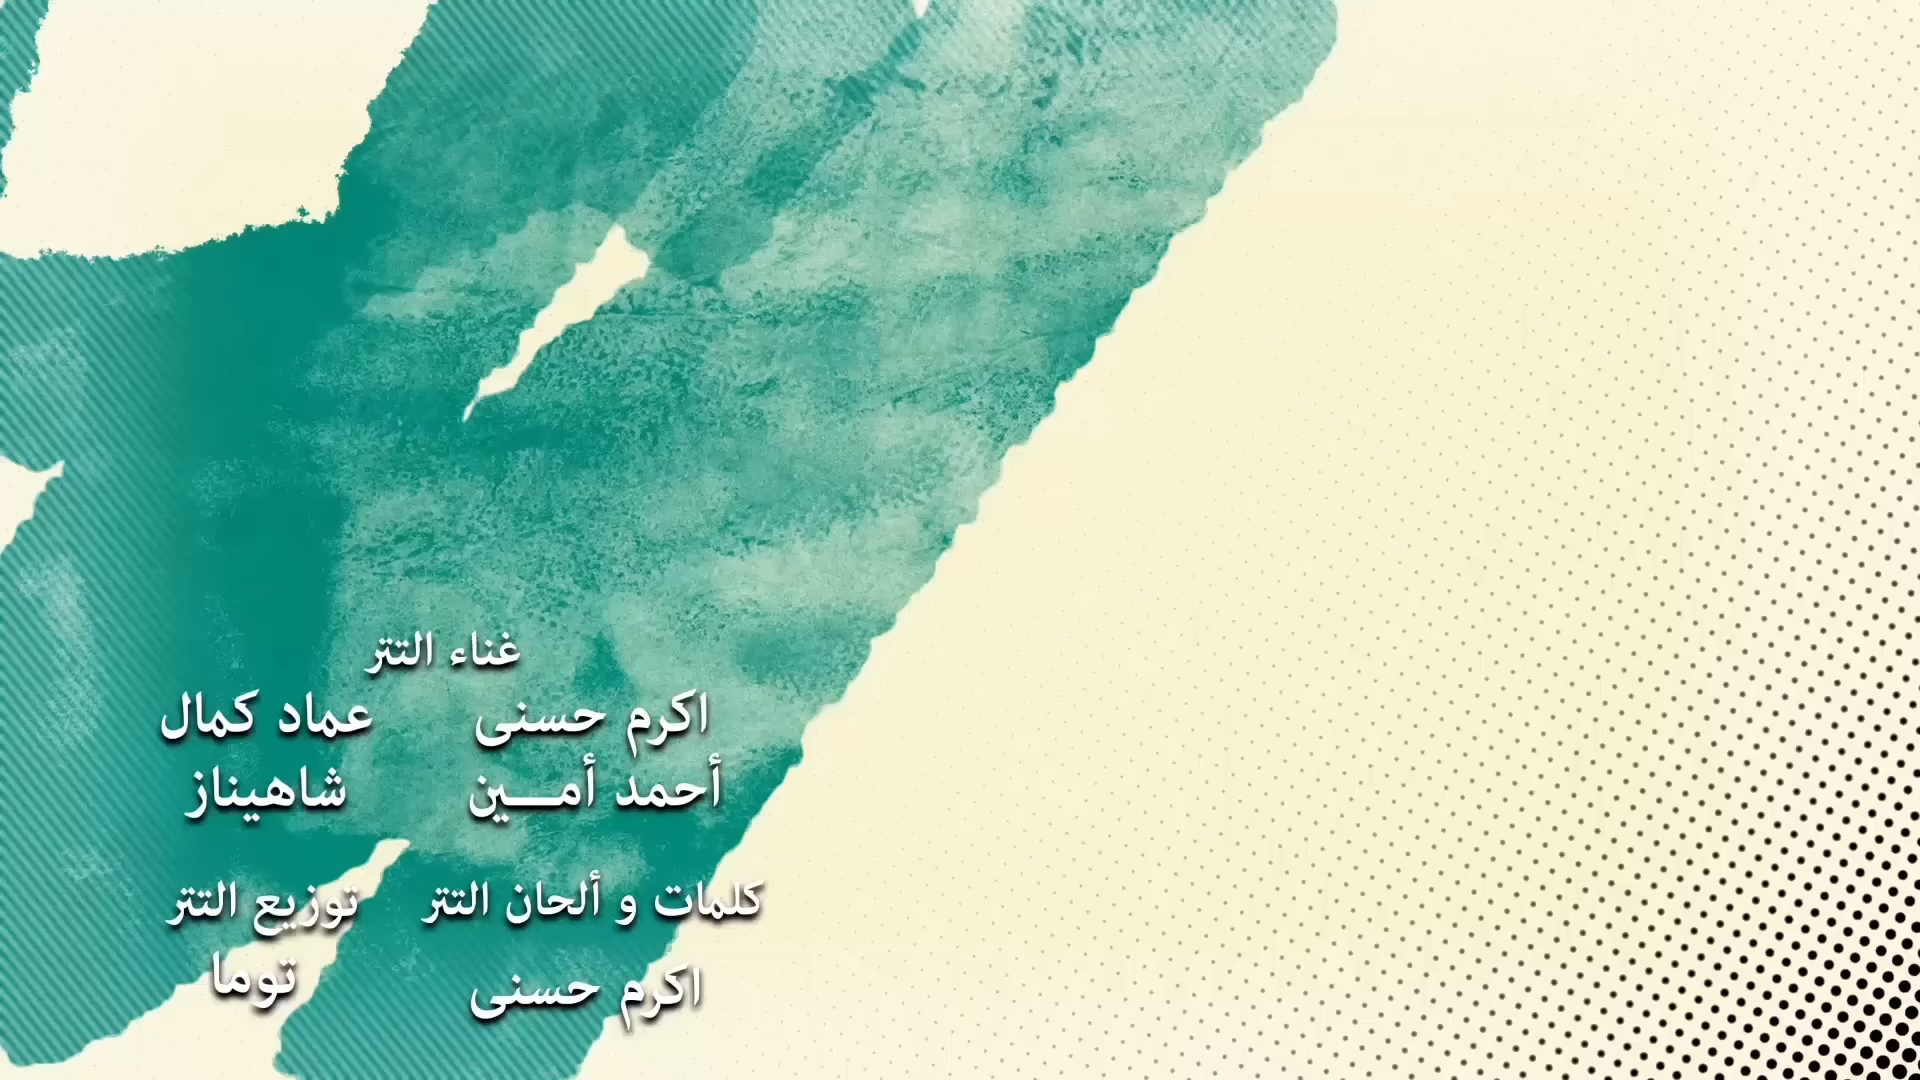 غناء التتر
اكرم حسنى عماد كمال
أحمد أمـــين شاهيناز
كلمات و ألحان التتر توزيع التتر
اكرم حسنى توما